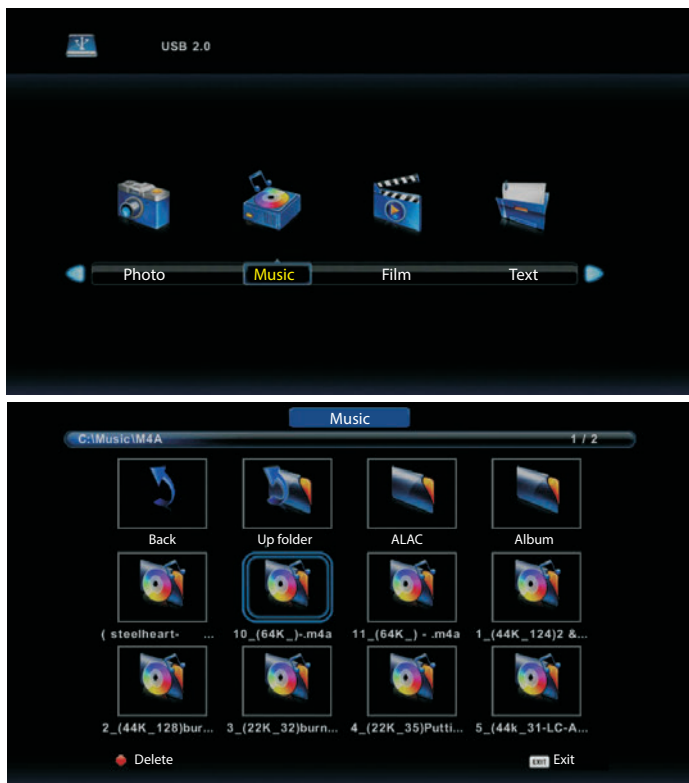 USB 2.0
Photo Music Film Text
Music
C:\Music\M4A 1 / 2
Back Up folder ALAC Album
( steelheart- ... 10_(64K_)-.m4a 11_(64K_) - .m4a 1_(44K_124)2 &...
2_(44K_128)bur... 3_(22K_32)burn... 4_(22K_35)Putti... 5_(44k_31-LC-A...
Delete EXIT Exit